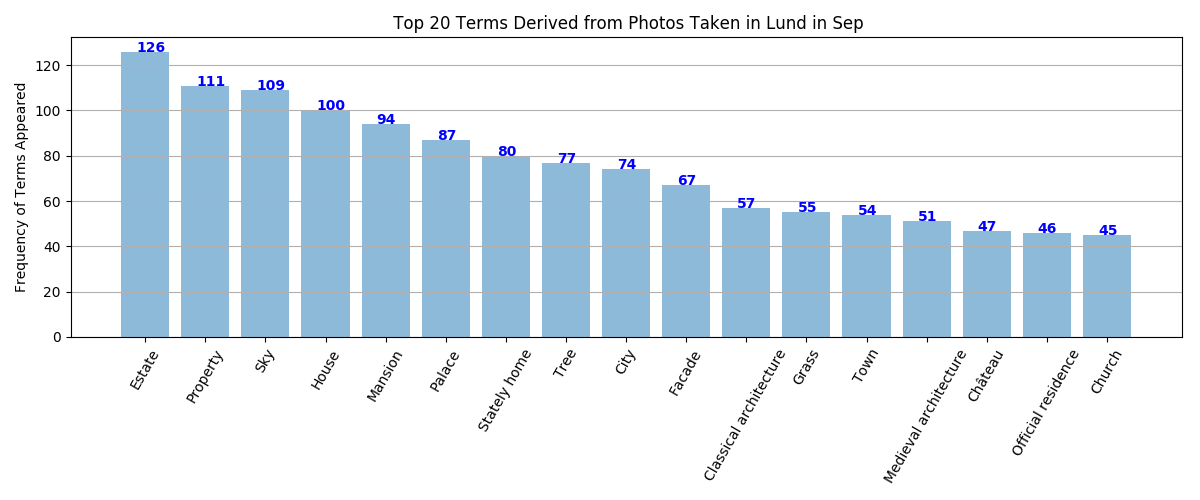 Top 20 Terms Derived from Photos Taken in Lund in Sep
Frequency of Terms Appeared
120
100
80
60
40
20
0
126
111
109
100
94
87
80
77
74
67
57
55
54
51
47
46
45
Estate
Property
Sky
House
Mansion
Palace
Stately home
Tree
City
Facade
Classical architecture
Grass
Town
Medieval architecture
Château
Official residence
Church